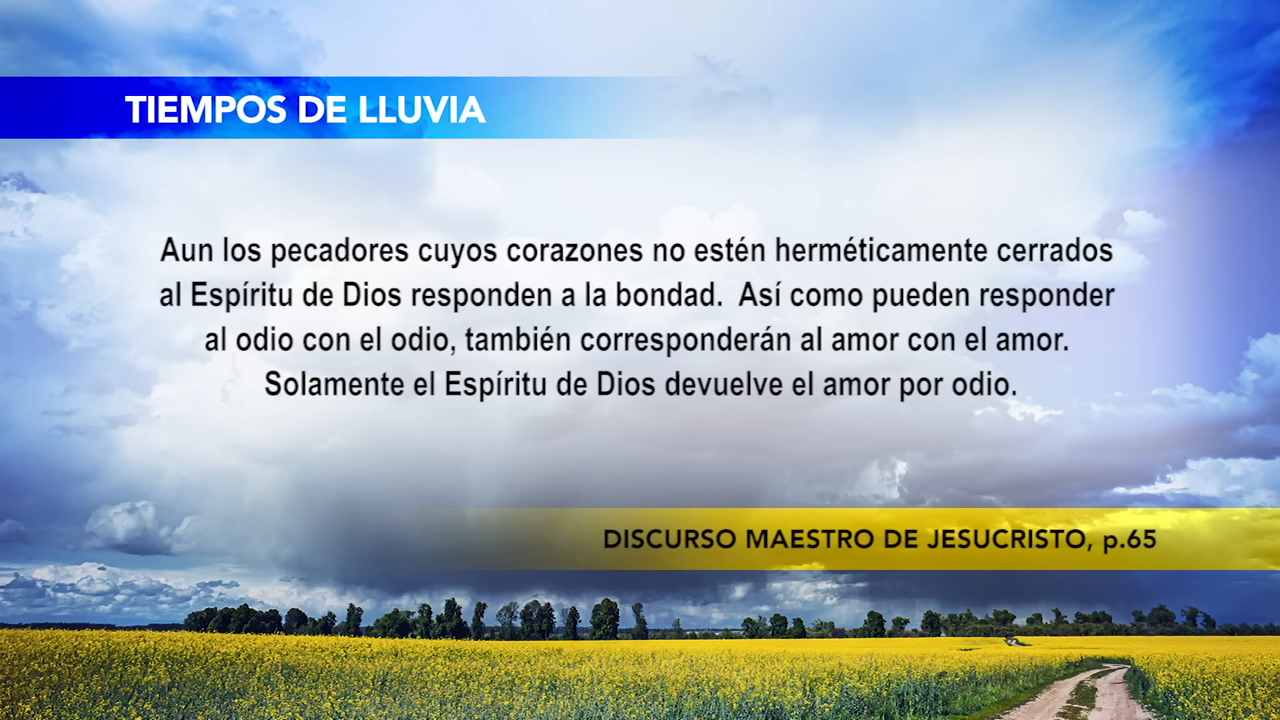 TIEMPOS DE LLUVIA
Aun los pecadores cuyos corazones no estén herméticamente cerrados
al Espíritu de Dios responden a la bondad.  Así como pueden responder
al odio con el odio, también corresponderán al amor con el amor.
Solamente el Espíritu de Dios devuelve el amor por odio.
DISCURSO MAESTRO DE JESUCRISTO, p.65